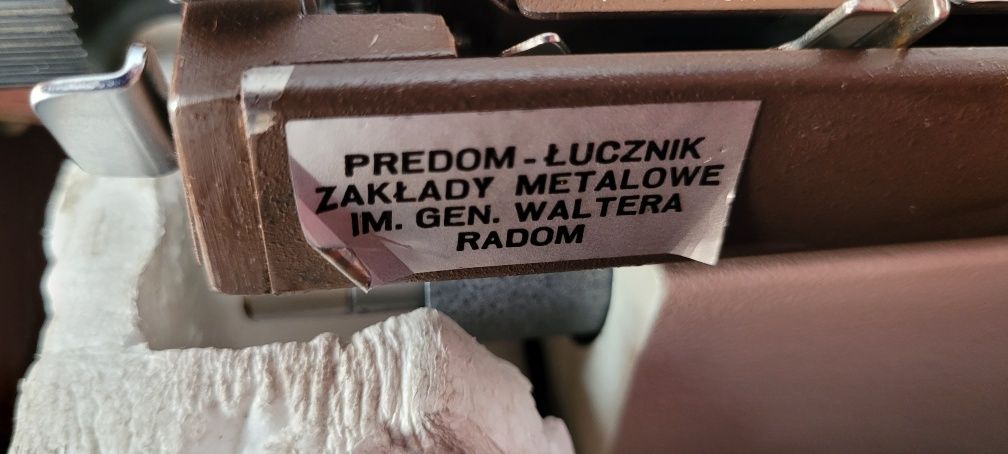 PREDOM-ŁUCZNIK
ZAKŁADY METALOWE
IM. GEN. WALTERA
RADOM